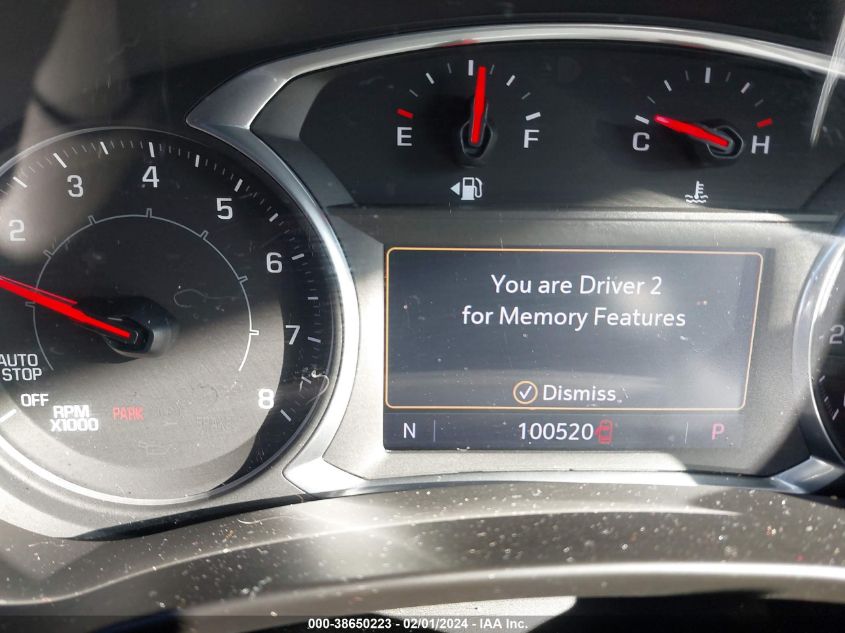 E F
C H
2 3 4 5 6 7 8
AUTO
STOP
OFF
RPM
X1000
PARK
You are Driver 2
for Memory Features
Dismiss
N 100520 P
2
000-38650223 - 02/01/2024 - IAA Inc.